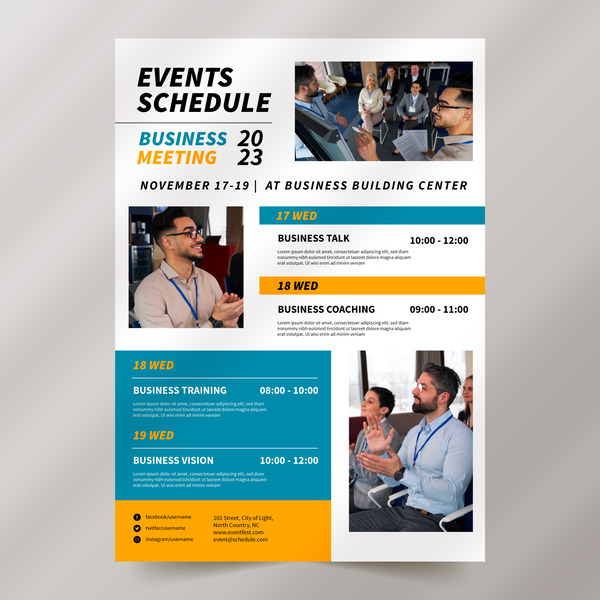 EVENTS
SCHEDULE
BUSINESS
MEETING
20
23
NOVEMBER 17-19 | AT BUSINESS BUILDING CENTER
17 WED
BUSINESS TALK
10:00 - 12:00
Lorem ipsum dolor sit amet, consectetuer adipiscing elit, sed diam
nonummy nibh euismod tincidunt ut laoreet dolore magna aliquam
erat volutpat. Ut wisi enim ad minim veniam
18 WED
BUSINESS COACHING
09:00 - 11:00
Lorem ipsum dolor sit amet, consectetuer adipiscing elit, sed diam
nonummy nibh euismod tincidunt ut laoreet dolore magna aliquam
erat volutpat. Ut wisi enim ad minim veniam
18 WED
BUSINESS TRAINING
08:00 - 10:00
Lorem ipsum dolor sit amet, consectetuer adipiscing elit, sed diam
nonummy nibh euismod tincidunt ut laoreet dolore magna aliquam
erat volutpat. Ut wisi enim ad minim veniam
19 WED
BUSINESS VISION
10:00 - 12:00
Lorem ipsum dolor sit amet, consectetuer adipiscing elit, sed diam
nonummy nibh euismod tincidunt ut laoreet dolore magna aliquam
erat volutpat. Ut wisi enim ad minim veniam
facebook/username
twitter/username
instagram/username
102 Street, City of Light,
North Country, NC
www.eventfest.com
event@schedule.com